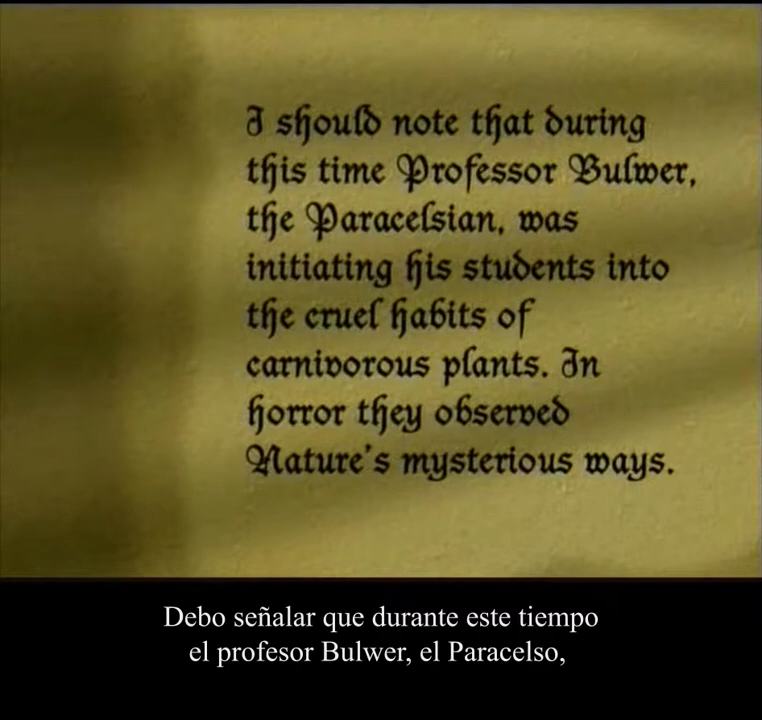 I should note that during
this time Professor Bulwer,
the Paracelsian, was
initiating his students into
the cruel habits of
carnivorous plants. In
horror they observed
Nature's mysterious ways.
Debo señalar que durante este tiempo
el profesor Bulwer, el Paracelso,